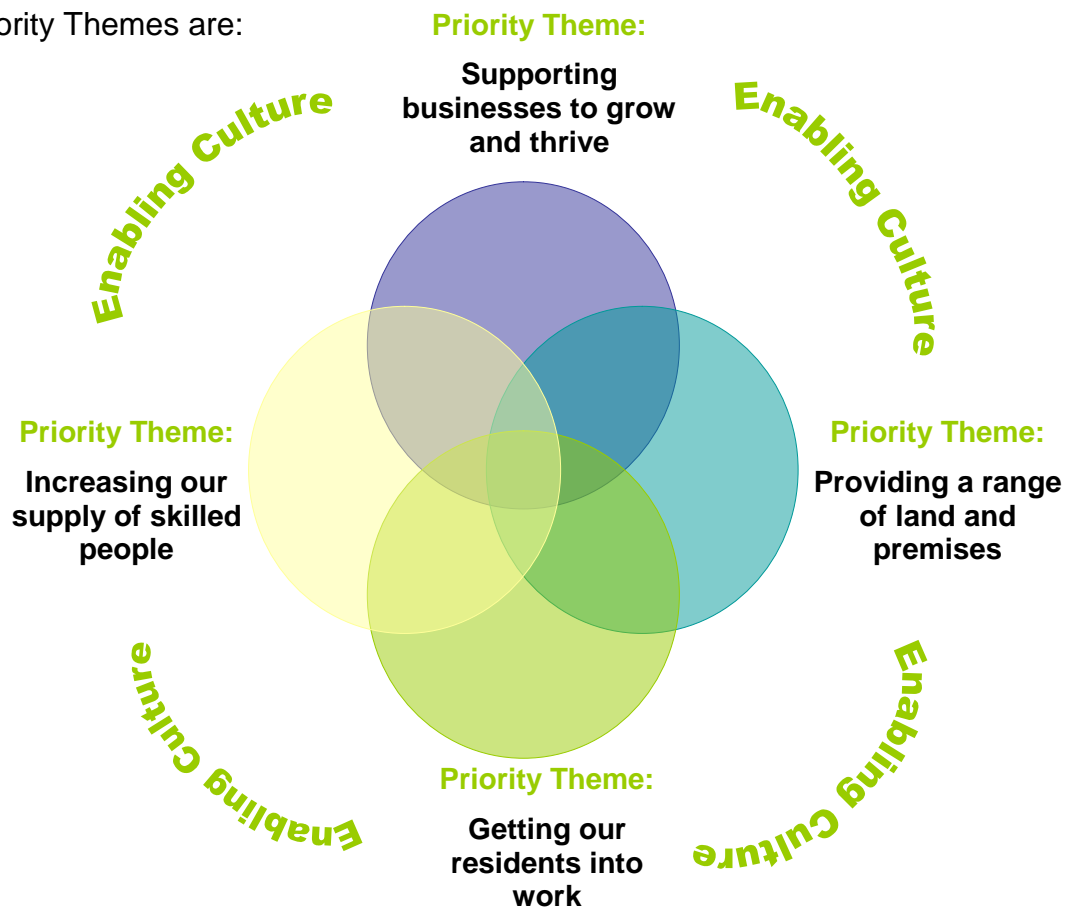 ority Themes are:
Priority Theme:
Supporting
businesses to grow
and thrive
Enabling Culture
Enabling Culture
Priority Theme:
Increasing our
supply of skilled
people
Priority Theme:
Providing a range
of land and
premises
Enabling Culture
Enabling Culture
Priority Theme:
Getting our
residents into
work